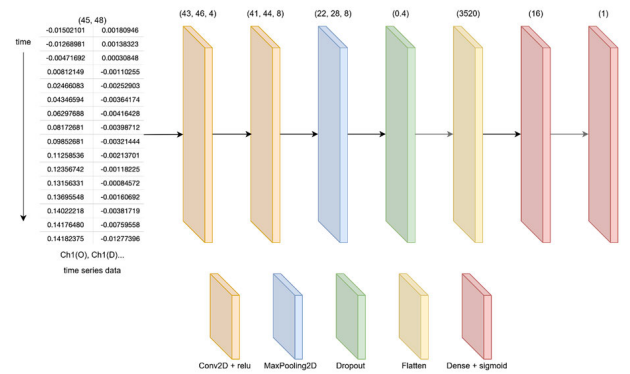 (45, 48)
(43, 46, 4)
(41, 44, 8)
(22, 28, 8)
(0.4)
(3520)
(16)
(1)
time
-0.01502101 0.00180946
-0.01268981 0.00138323
-0.00471692 0.00030848
0.00812149 -0.00110255
0.02466083 -0.00252903
0.04346594 -0.00364174
0.06297688 -0.00416428
0.08172681 -0.00398712
0.09852681 -0.00321444
0.11258536 -0.00213701
0.12356742 -0.00118225
0.13156331 -0.00084572
0.13695548 -0.00160692
0.14022218 -0.00381719
0.14176480 -0.00759558
0.14182375 -0.01277396
Ch1(O), Ch1(D)...
time series data
Conv2D + relu
MaxPooling2D
Dropout
Flatten
Dense + sigmoid